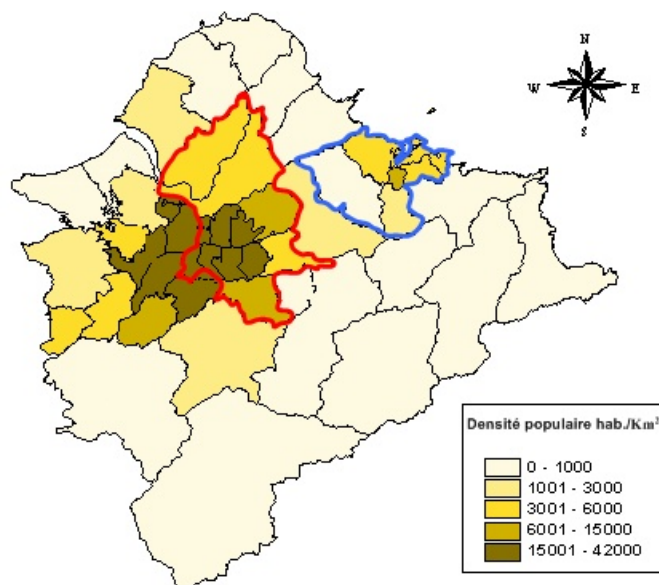 N
W E
S
Densité populaire hab./Km²
0 - 1000
1001 - 3000
3001 - 6000
6001 - 15000
15001 - 42000